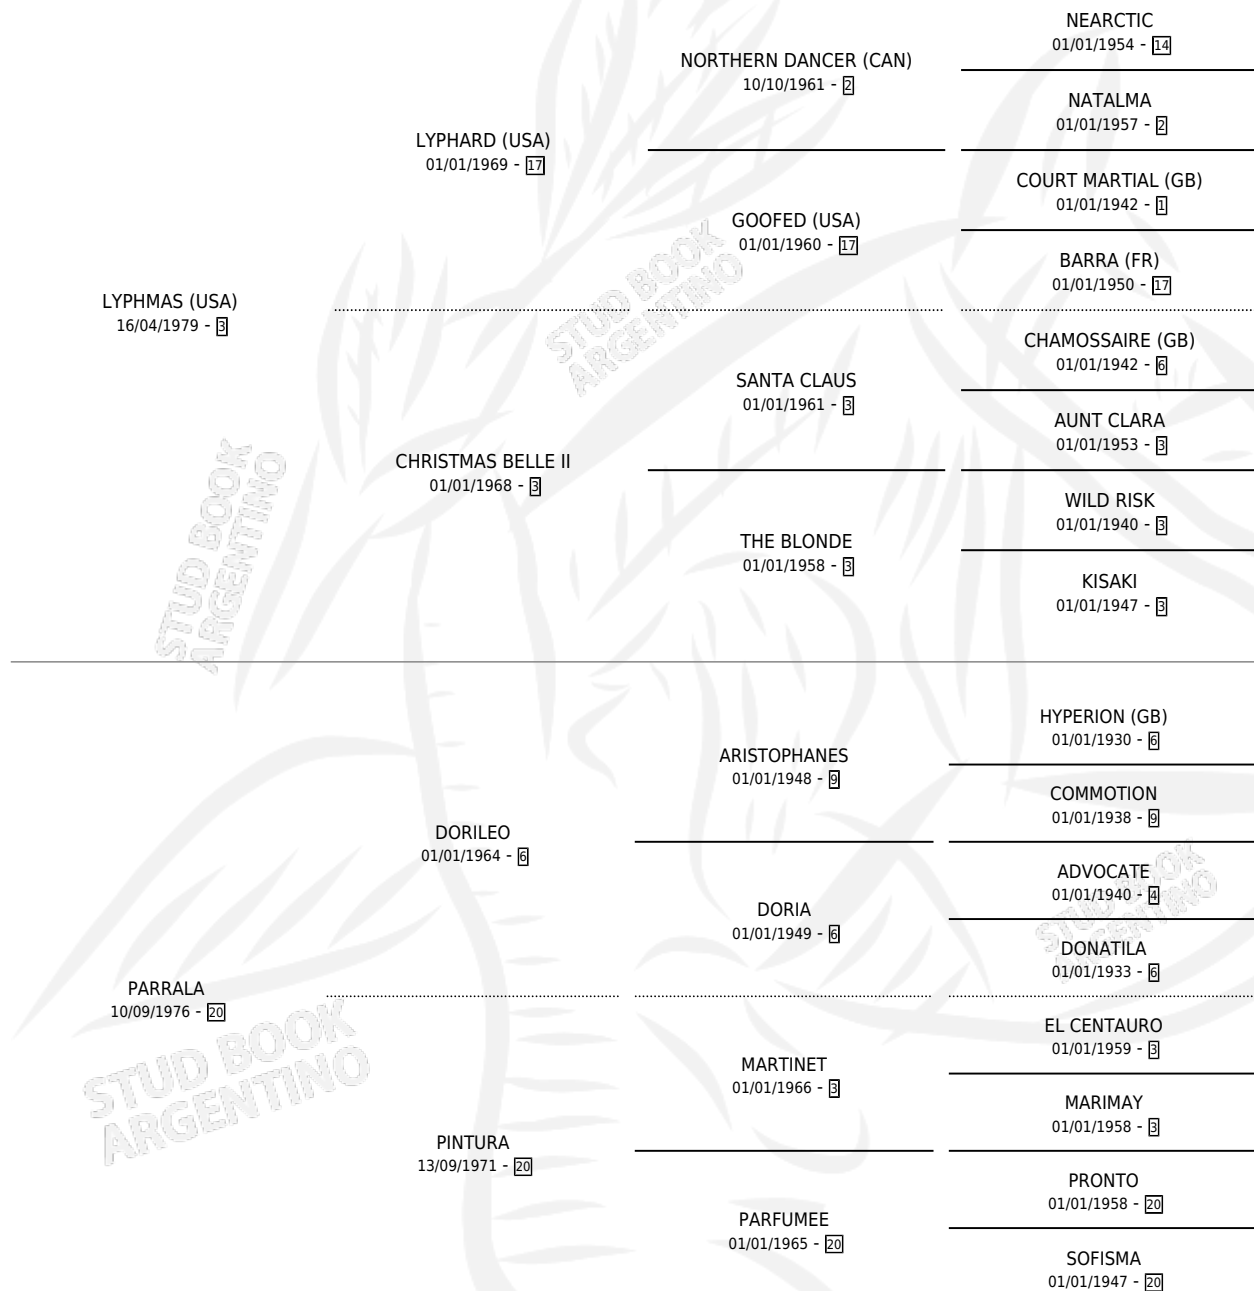 NEARCTIC
01/01/1954 - 14
NORTHERN DANCER (CAN)
10/10/1961 - 2
NATALMA
01/01/1957 - 2
LYPHARD (USA)
01/01/1969 - 17
COURT MARTIAL (GB)
01/01/1942 - 1
GOOFED (USA)
01/01/1960 - 17
BARRA (FR)
01/01/1950 - 17
LYPHMAS (USA)
16/04/1979 - 3
CHAMOSSAIRE (GB)
01/01/1942 - 6
SANTA CLAUS
01/01/1961 - 3
AUNT CLARA
01/01/1953 - 3
CHRISTMAS BELLE II
01/01/1968 - 3
WILD RISK
01/01/1940 - 3
THE BLONDE
01/01/1958 - 3
KISAKI
01/01/1947 - 3
HYPERION (GB)
01/01/1930 - 6
ARISTOPHANES
01/01/1948 - 9
COMMOTION
01/01/1938 - 9
DORILEO
01/01/1964 - 6
ADVOCATE
01/01/1940 - 4
DORIA
01/01/1949 - 6
DONATILA
01/01/1933 - 6
PARRALA
10/09/1976 - 20
EL CENTAURO
01/01/1959 - 3
MARTINET
01/01/1966 - 3
MARIMAY
01/01/1958 - 3
PINTURA
13/09/1971 - 20
PRONTO
01/01/1958 - 20
PARFUMEE
01/01/1965 - 20
SOFISMA
01/01/1947 - 20
STUD BOOK
ARGENTINO
STUD BOOK
ARGENTINO
STUD BOOK
ARGENTINO
STUD BOOK
ARGENTINO